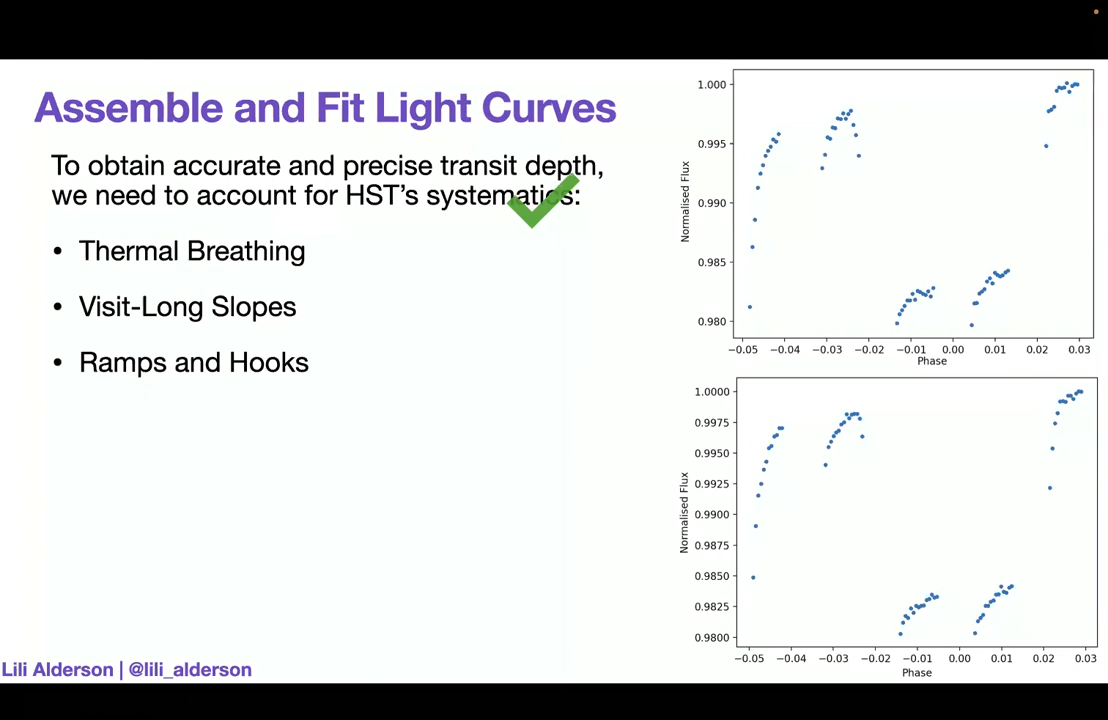 Assemble and Fit Light Curves
To obtain accurate and precise transit depth,
we need to account for HST's systematics:
• Thermal Breathing
• Visit-Long Slopes
• Ramps and Hooks
Lili Alderson | @lili_alderson
Normalised Flux
1.000
0.995
0.990
0.985
0.980
−0.05 −0.04 −0.03 −0.02 −0.01 0.00 0.01 0.02 0.03
Phase
Normalised Flux
1.0000
0.9975
0.9950
0.9925
0.9900
0.9875
0.9850
0.9825
0.9800
−0.05 −0.04 −0.03 −0.02 −0.01 0.00 0.01 0.02 0.03
Phase